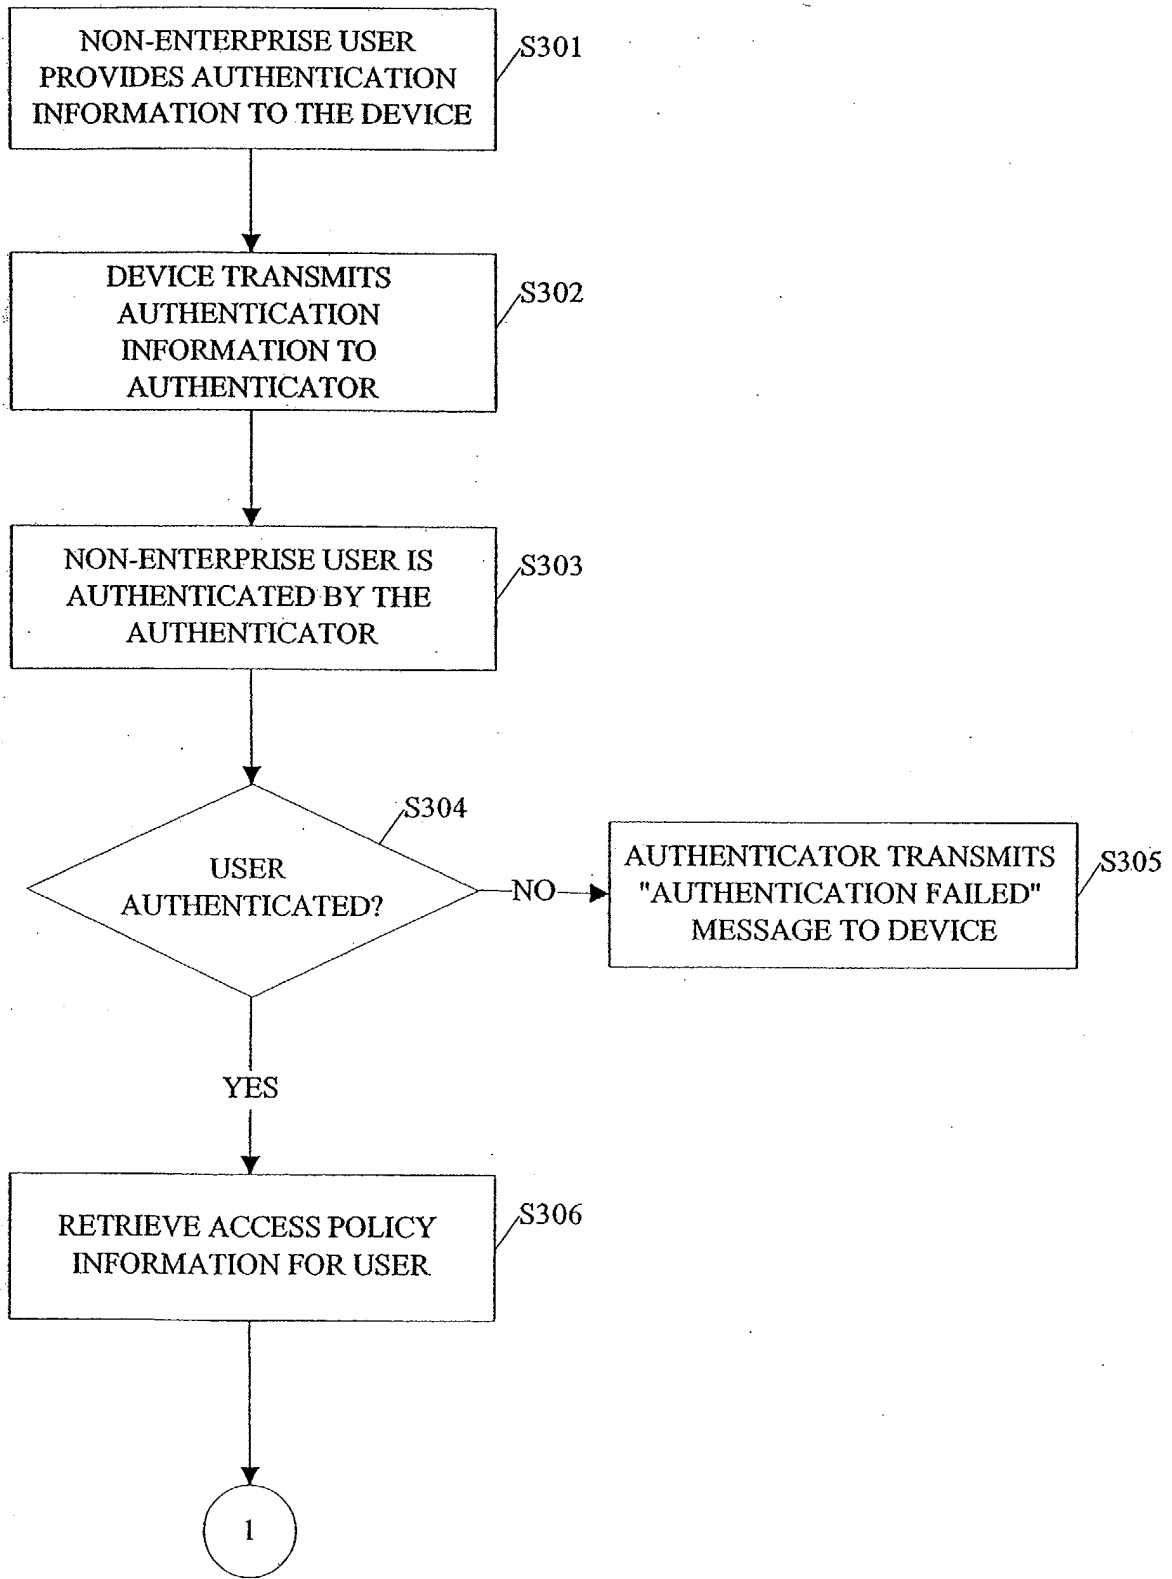 NON-ENTERPRISE USER
PROVIDES AUTHENTICATION
INFORMATION TO THE DEVICE
S301
DEVICE TRANSMITS
AUTHENTICATION
INFORMATION TO
AUTHENTICATOR
S302
NON-ENTERPRISE USER IS
AUTHENTICATED BY THE
AUTHENTICATOR
S303
S304
USER
AUTHENTICATED?
NO
AUTHENTICATOR TRANSMITS
"AUTHENTICATION FAILED"
MESSAGE TO DEVICE
S305
YES
RETRIEVE ACCESS POLICY
INFORMATION FOR USER
S306
1